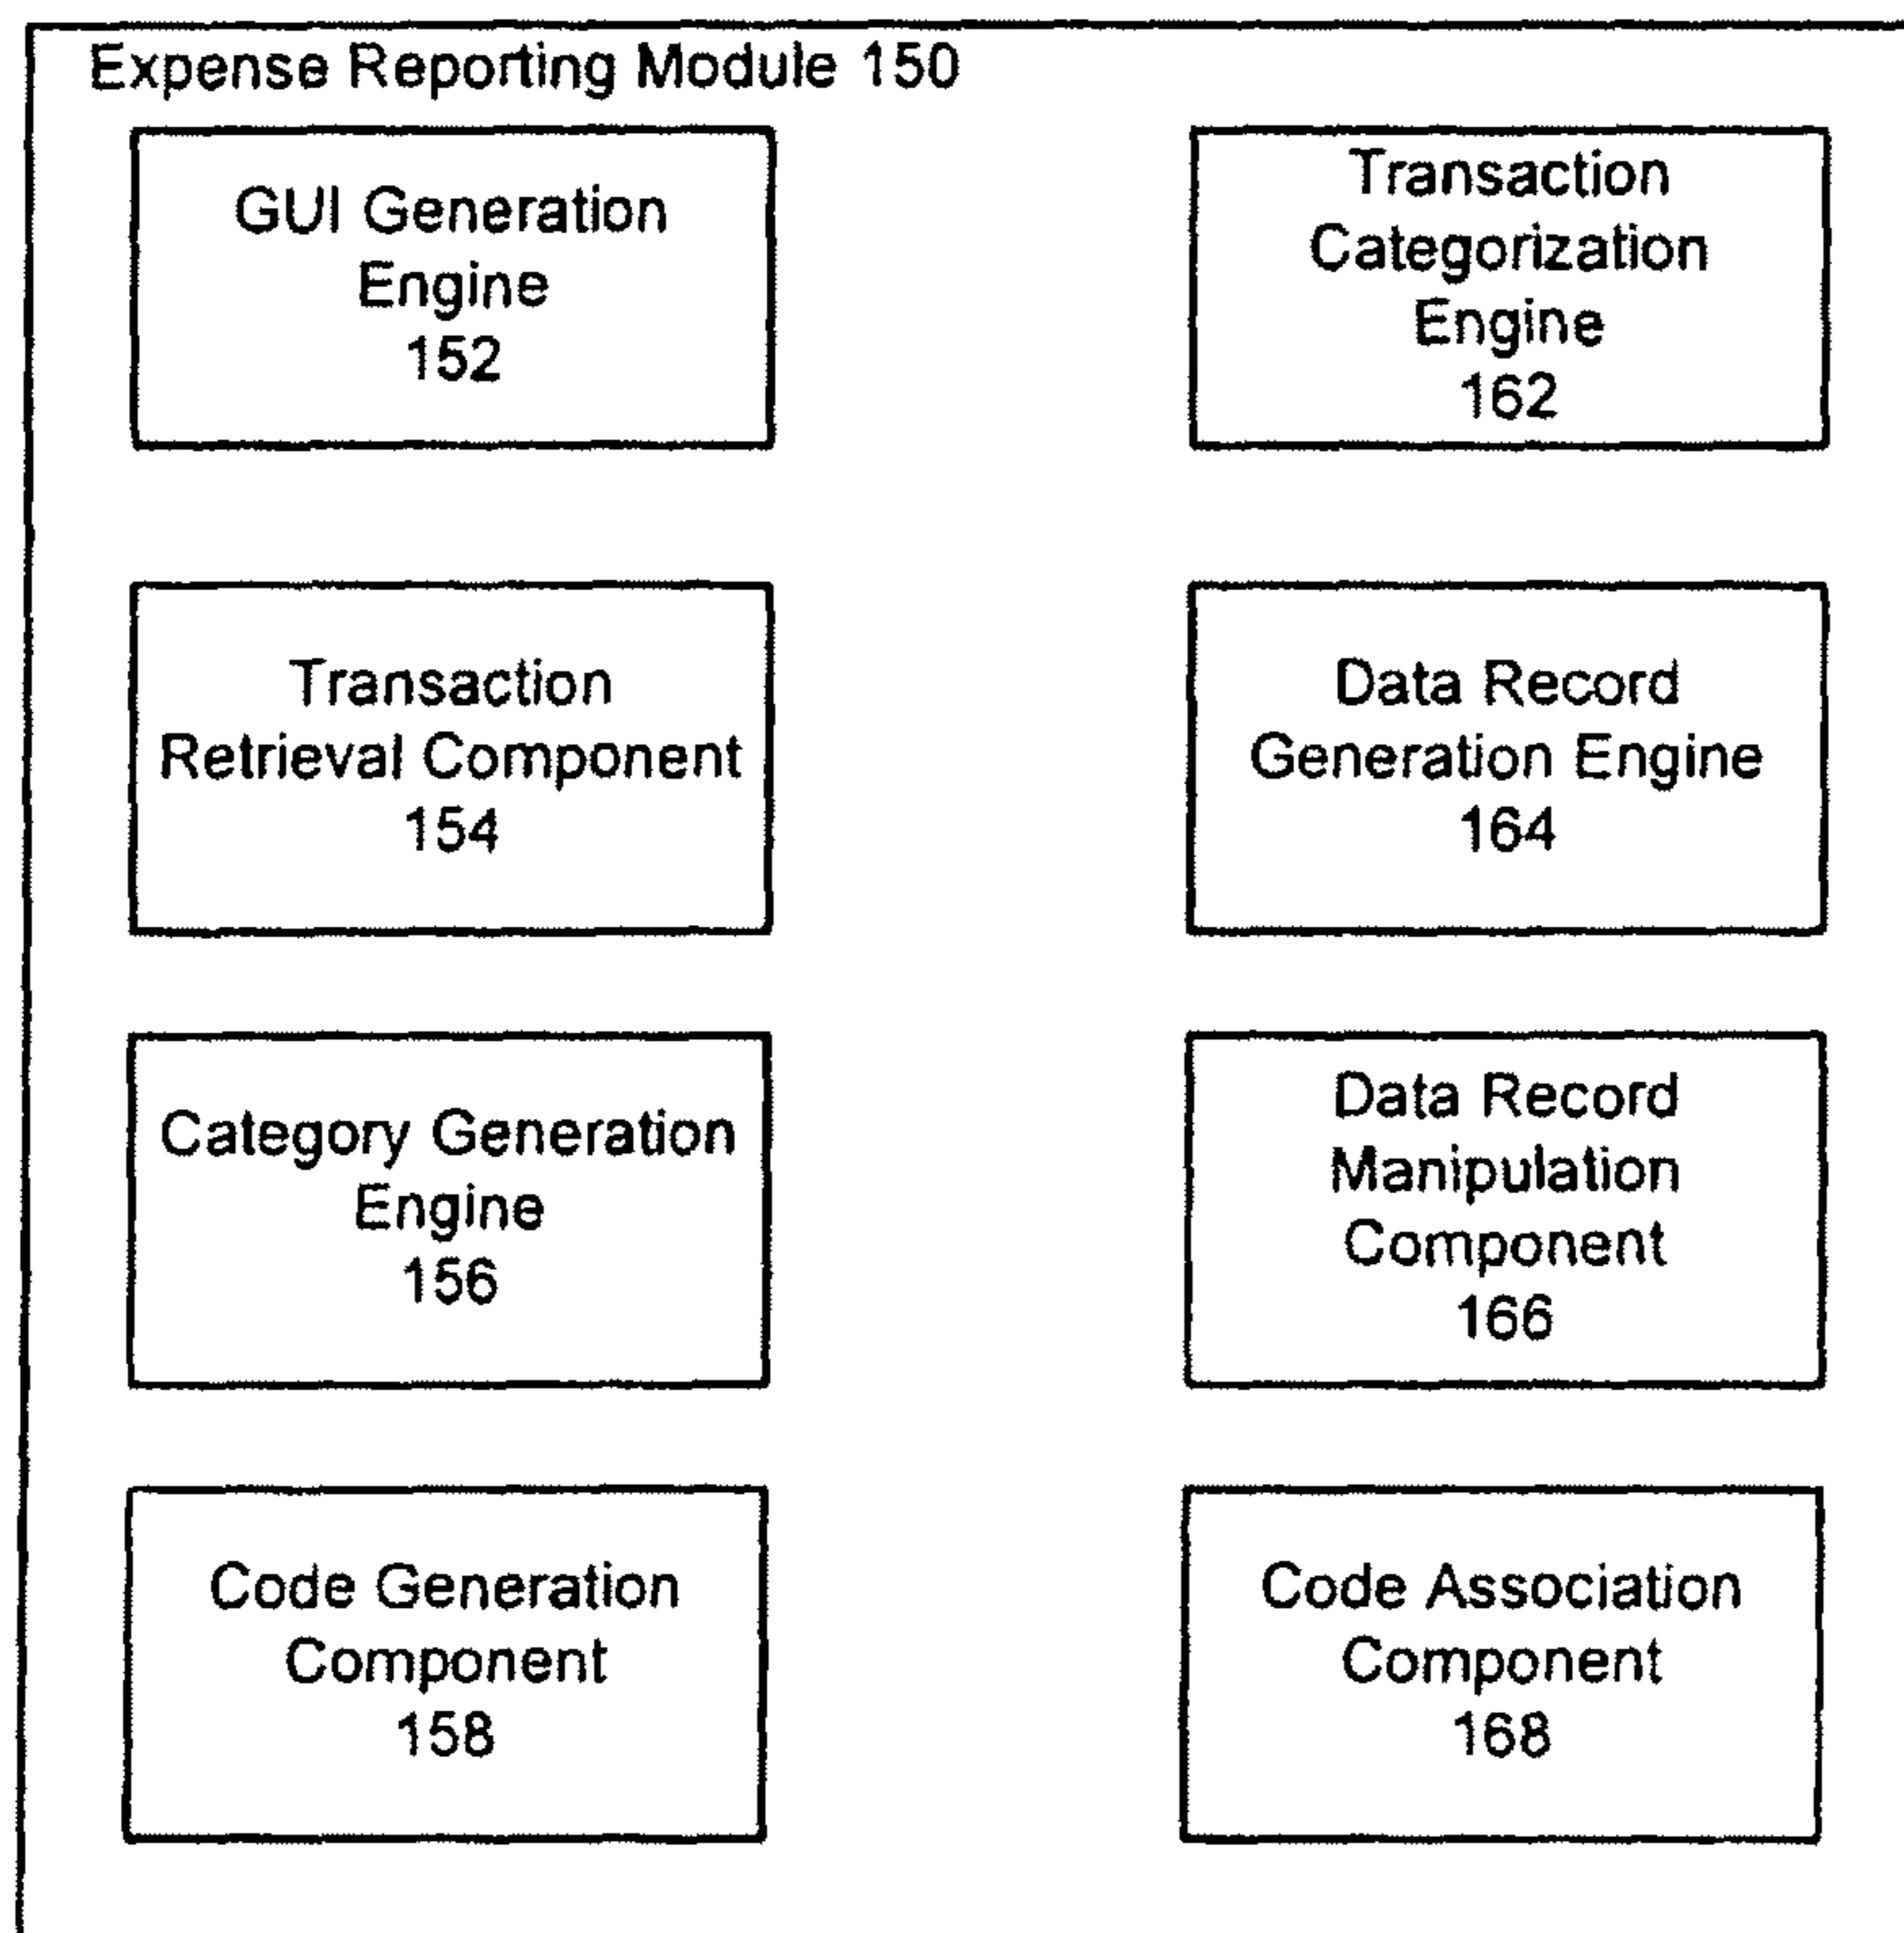 Expense Reporting Module 150
GUI Generation
Engine
152
Transaction
Categorization
Engine
162
Transaction
Retrieval Component
154
Data Record
Generation Engine
164
Category Generation
Engine
156
Data Record
Manipulation
Component
166
Code Generation
Component
158
Code Association
Component
168